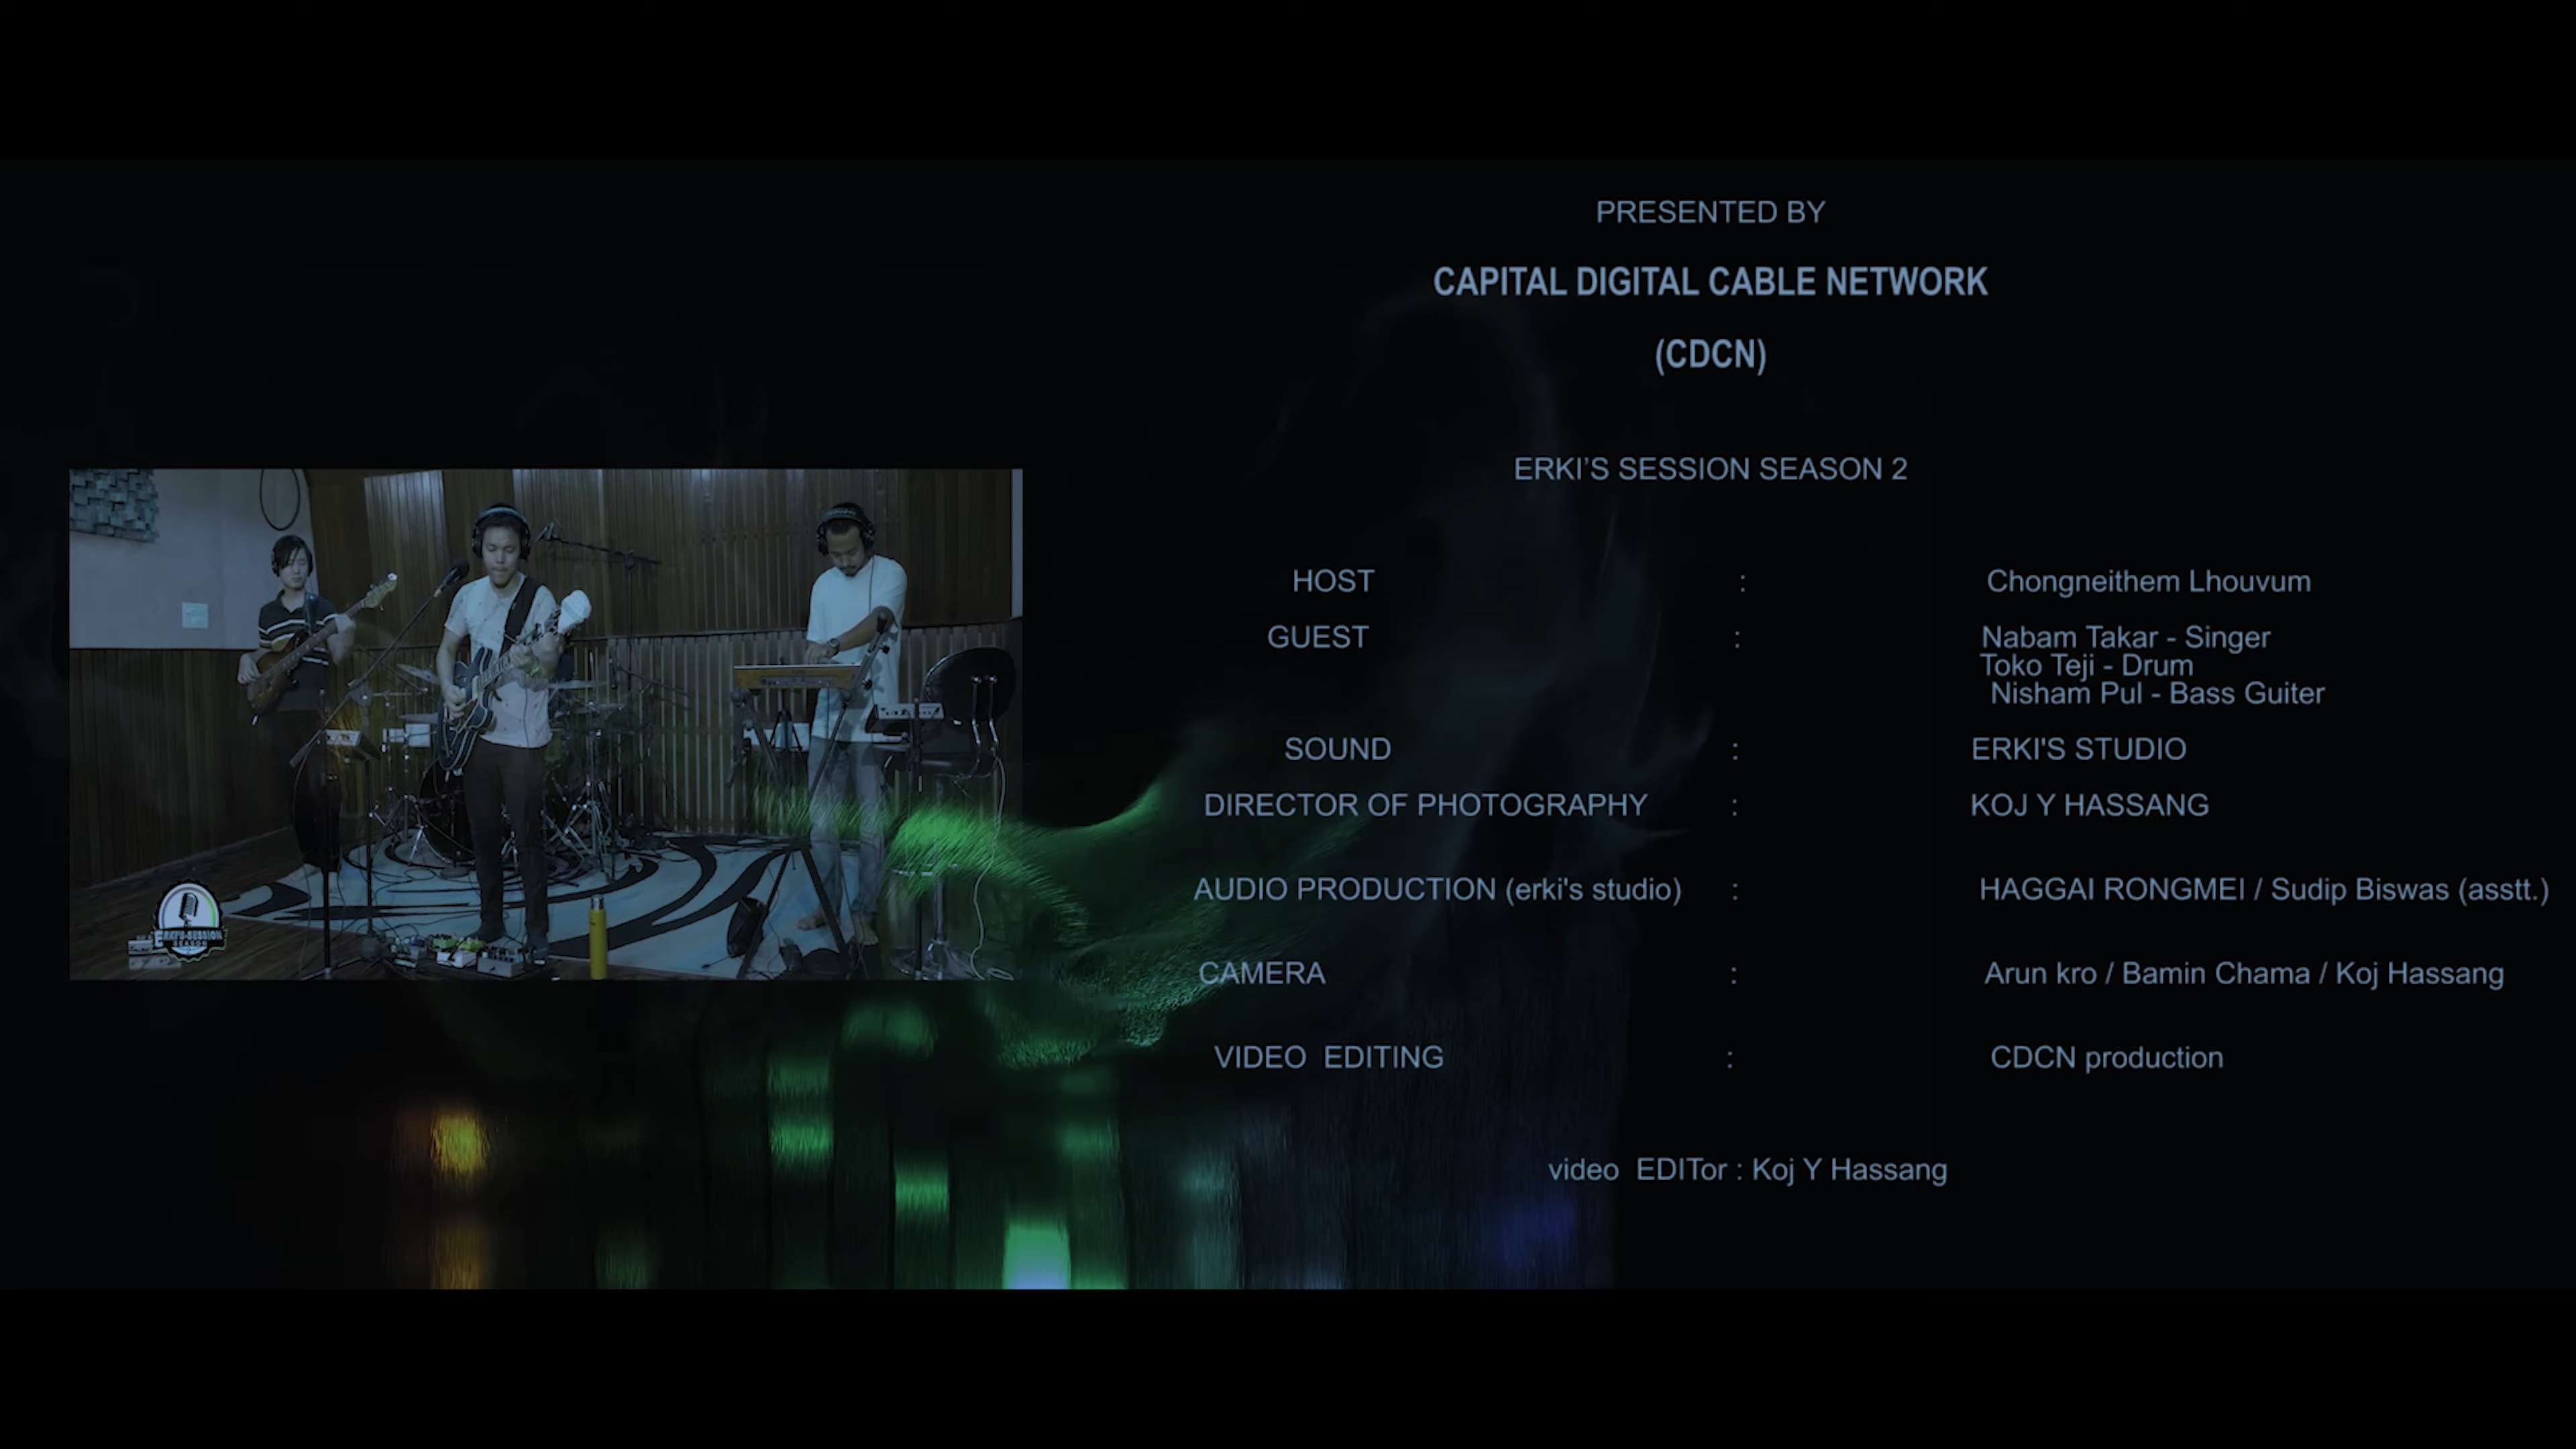 PRESENTED BY
CAPITAL DIGITAL CABLE NETWORK
(CDCN)
ERKI'S SESSION SEASON 2
HOST : Chongneithem Lhouvum
GUEST : Nabam Takar - Singer
Toko Teji - Drum
Nisham Pul - Bass Guiter
SOUND : ERKI'S STUDIO
DIRECTOR OF PHOTOGRAPHY : KOJ Y HASSANG
AUDIO PRODUCTION (erki's studio) : HAGGAI RONGMEI / Sudip Biswas (asstt.)
CAMERA : Arun kro / Bamin Chama / Koj Hassang
VIDEO EDITING : CDCN production
video EDITor : Koj Y Hassang
ERKI'S-SESSION
SEASON